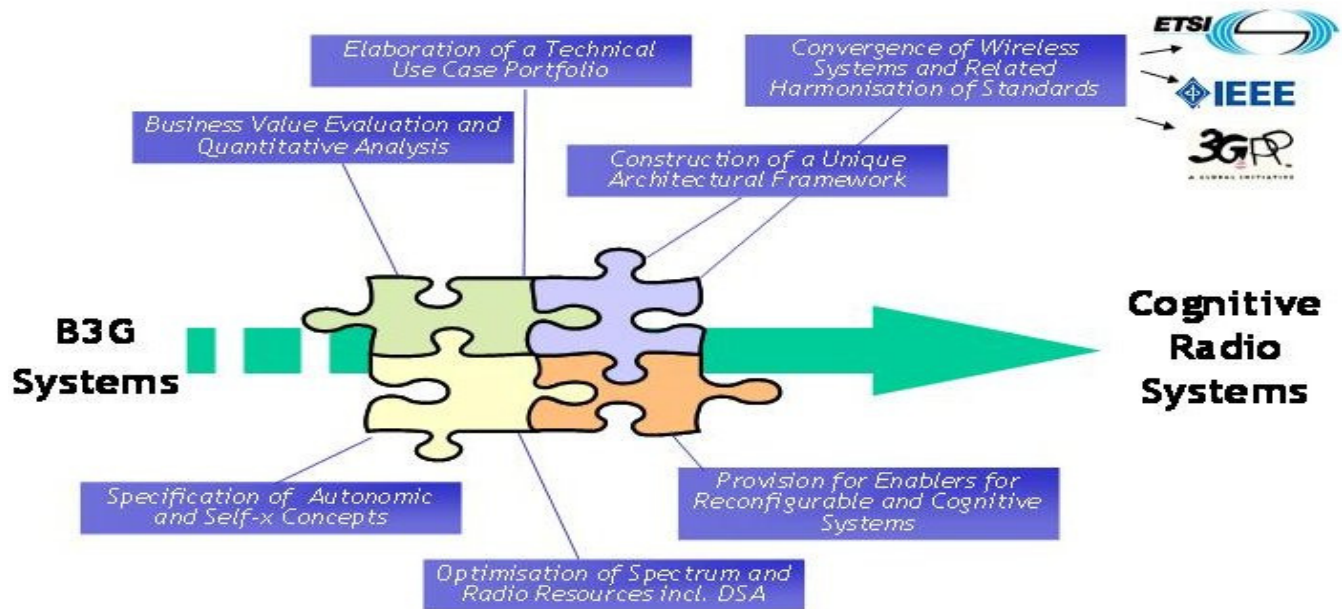 Elaboration of a Technical
Use Case Portfolio
Convergence of Wireless
Systems and Related
Harmonisation of Standards
ETSI
IEEE
3GPP
A GLOBAL INITIATIVE
Business Value Evaluation and
Quantitative Analysis
Construction of a Unique
Architectural Framework
B3G
Systems
Cognitive
Radio
Systems
Specification of Autonomic
and Self-x Concepts
Provision for Enablers for
Reconfigurable and Cognitive
Systems
Optimisation of Spectrum and
Radio Resources incl. DSA